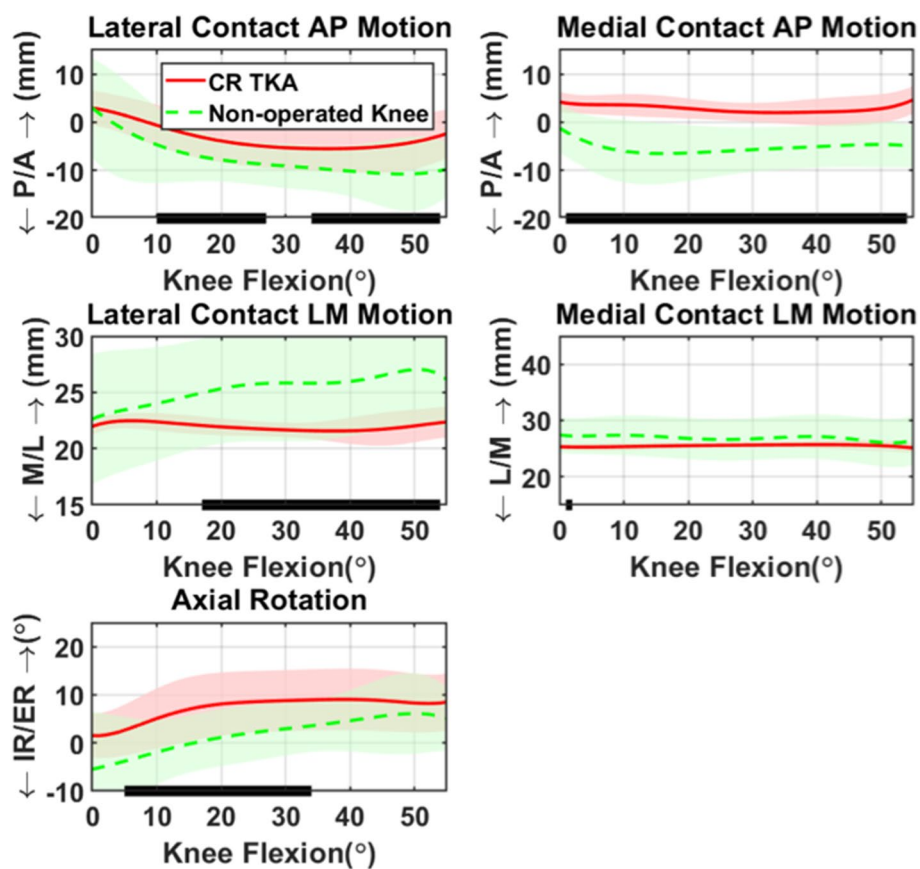 Lateral Contact AP Motion
Medial Contact AP Motion
← P/A → (mm)
10
0
-10
-20
CR TKA
Non-operated Knee
0 10 20 30 40 50
Knee Flexion(°)
← P/A → (mm)
10
0
-10
-20
0 10 20 30 40 50
Knee Flexion(°)
Lateral Contact LM Motion
Medial Contact LM Motion
← M/L → (mm)
30
25
20
15
0 10 20 30 40 50
Knee Flexion(°)
← L/M → (mm)
40
30
20
0 10 20 30 40 50
Knee Flexion(°)
Axial Rotation
← IR/ER →(°)
20
10
0
-10
0 10 20 30 40 50
Knee Flexion(°)